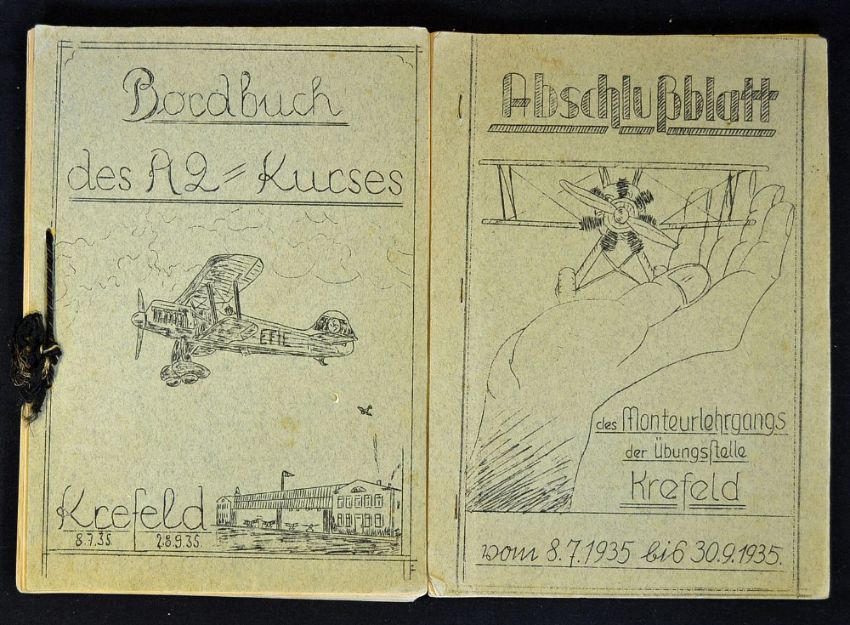 Bordbuch
des A2 = Kurses
EFIE
Krefeld
8.7.35. 28.9.35.
Abschlußblatt
des Monteurlehrgangs
der Übungsstelle
Krefeld
vom 8.7.1935 bis 30.9.1935.